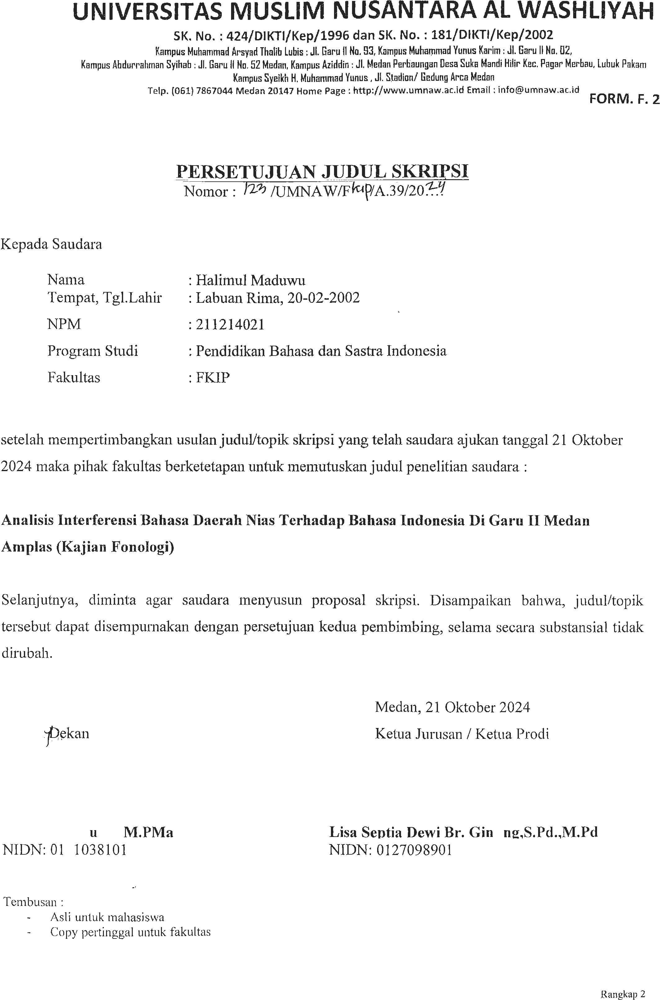 UNIVERSITAS MUSLIM NUSANTARA AL WASHLIYAH
SK. No. : 424/DIKTI/Kep/1996 dan SK. No. : 181/DIKTI/Kep/2002
Kampus Muhammad Arsyad Thalib Lubis : Jl. Garu II No. 93, Kampus Muhammad Yunus Karim : Jl. Garu II No. 02,
Kampus Abdurrahman Syihab : Jl. Garu II No. 52 Medan, Kampus Aziddin : Jl. Medan Perbaungan Desa Suka Mandi Hilir Kec. Pagar Merbau, Lubuk Pakam
Kampus Syeikh H. Muhammad Yunus , Jl. Stadion/ Gedung Arca Medan
Telp. (061) 7867044 Medan 20147 Home Page : http://www.umnaw.ac.id Email : info@umnaw.ac.id
FORM. F. 2
PERSETUJUAN JUDUL SKRIPSI
Nomor : 123 /UMNAW/Fkip/A.39/2024
Kepada Saudara
Nama : Halimul Maduwu
Tempat, Tgl.Lahir : Labuan Rima, 20-02-2002
NPM : 211214021
Program Studi : Pendidikan Bahasa dan Sastra Indonesia
Fakultas : FKIP
setelah mempertimbangkan usulan judul/topik skripsi yang telah saudara ajukan tanggal 21 Oktober
2024 maka pihak fakultas berketetapan untuk memutuskan judul penelitian saudara :
Analisis Interferensi Bahasa Daerah Nias Terhadap Bahasa Indonesia Di Garu II Medan
Amplas (Kajian Fonologi)
Selanjutnya, diminta agar saudara menyusun proposal skripsi. Disampaikan bahwa, judul/topik
tersebut dapat disempurnakan dengan persetujuan kedua pembimbing, selama secara substansial tidak
dirubah.
Medan, 21 Oktober 2024
Dekan
Ketua Jurusan / Ketua Prodi
u M.PMa
Lisa Septia Dewi Br. Gin ng,S.Pd.,M.Pd
NIDN: 01 1038101
NIDN: 0127098901
Tembusan :
- Asli untuk mahasiswa
- Copy pertinggal untuk fakultas
Rangkap 2